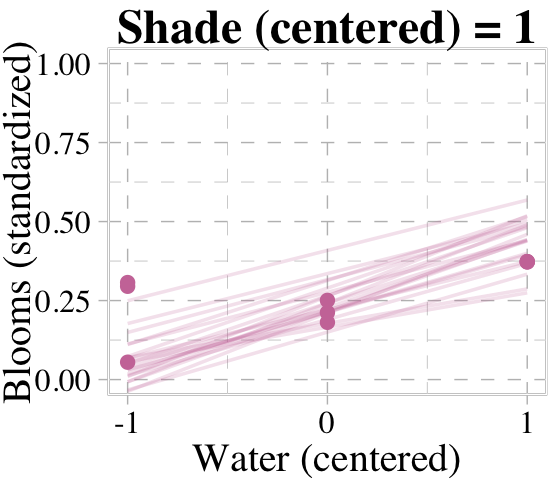 Shade (centered) = 1
Blooms (standardized)
1.00
0.75
0.50
0.25
0.00
-1 0 1
Water (centered)